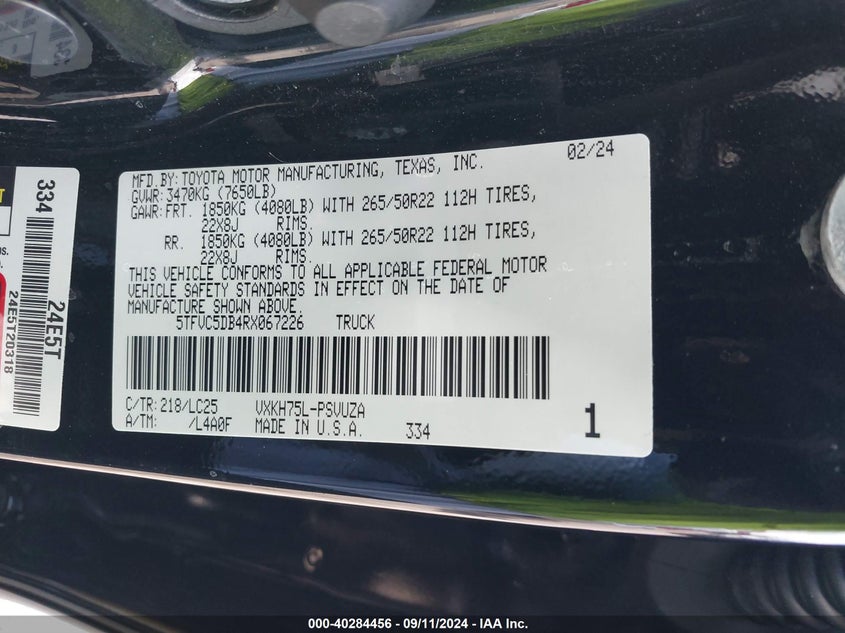 MFD.BY: TOYOTA MOTOR MANUFACTURING, TEXAS, INC. 02/24
GVWR: 3470KG (7650LB)
GAWR: FRT. 1850KG (4080LB) WITH 265/50R22 112H TIRES,
22X8J RIMS.
RR. 1850KG (4080LB) WITH 265/50R22 112H TIRES,
22X8J RIMS.
THIS VEHICLE CONFORMS TO ALL APPLICABLE FEDERAL MOTOR
VEHICLE SAFETY STANDARDS IN EFFECT ON THE DATE OF
MANUFACTURE SHOWN ABOVE.
5TFVC5DB4RX067226 TRUCK
C/TR: 218/LC25 VXKH75L-PSVUZA
A/TM: /L4A0F MADE IN U.S.A. 334 1
334 24E5T
24E5T20318
000-40284456 - 09/11/2024 - IAA Inc.